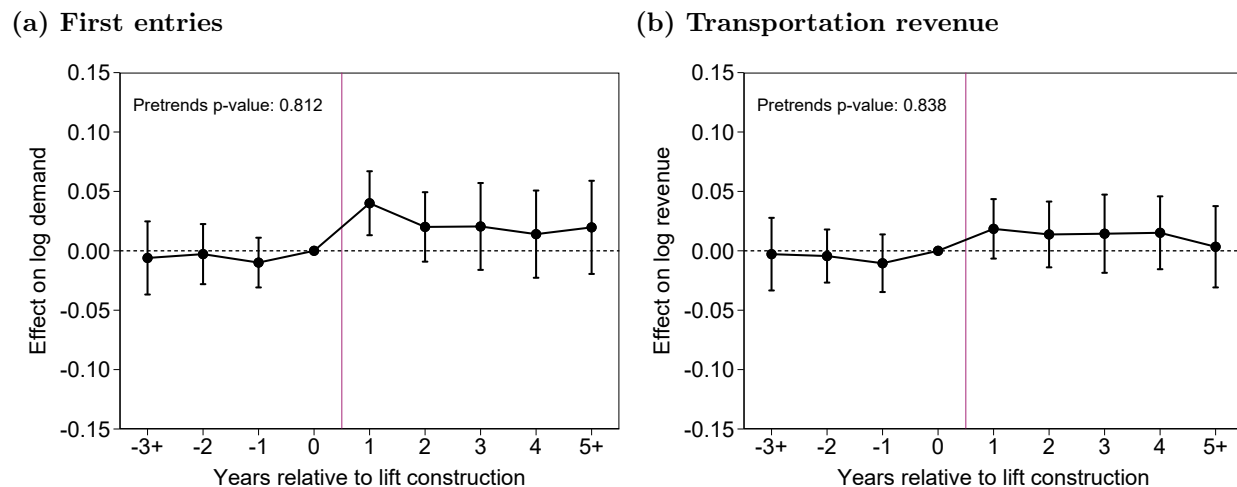 (a) First entries
0.15
0.10
0.05
0.00
-0.05
-0.10
-0.15
Effect on log demand
Pretrends p-value: 0.812
-3+ -2 -1 0 1 2 3 4 5+
Years relative to lift construction
(b) Transportation revenue
0.15
0.10
0.05
0.00
-0.05
-0.10
-0.15
Effect on log revenue
Pretrends p-value: 0.838
-3+ -2 -1 0 1 2 3 4 5+
Years relative to lift construction